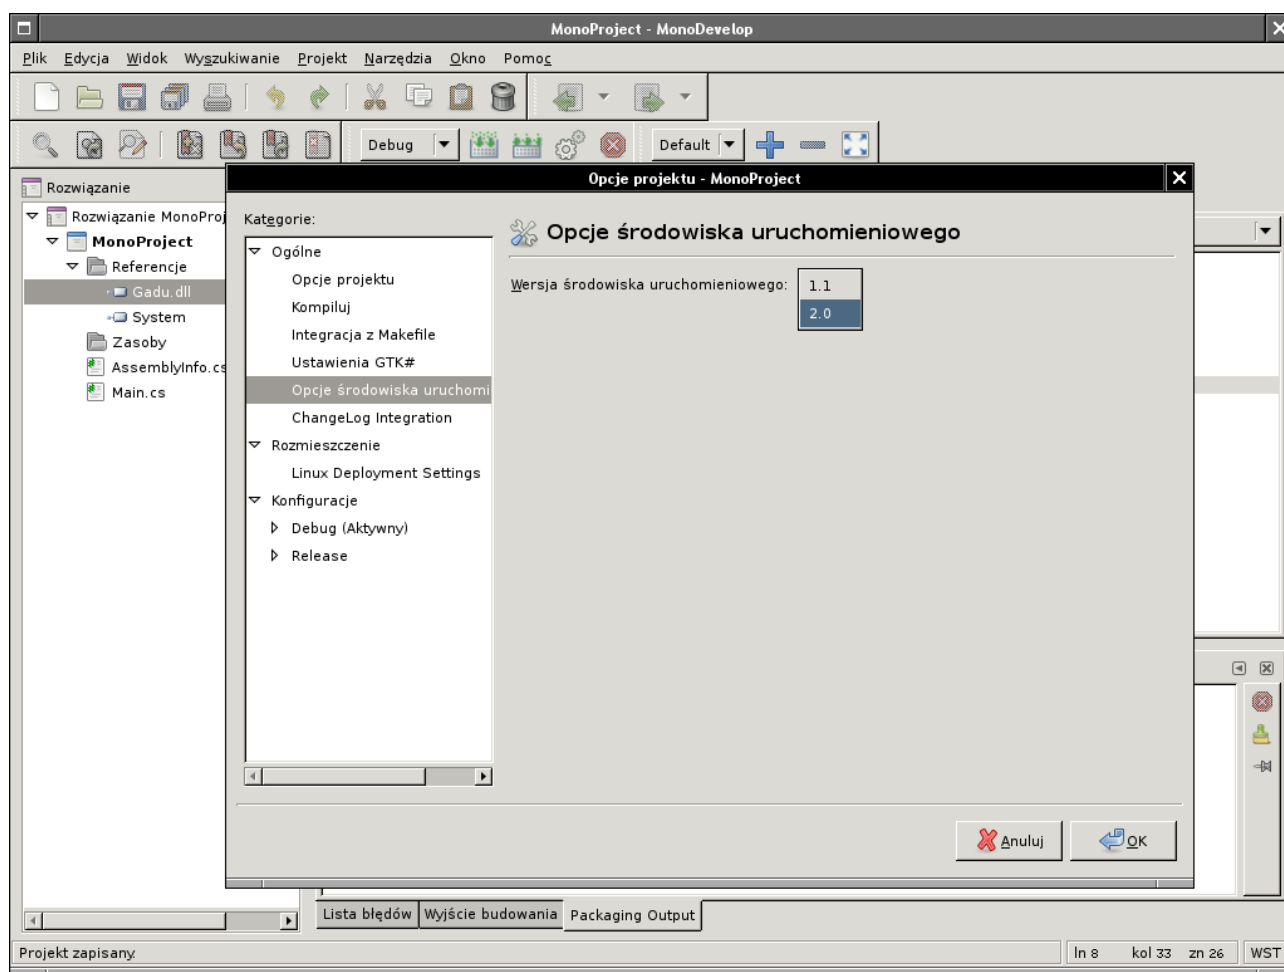 MonoProject - MonoDevelop
Plik Edycja Widok Wyszukiwanie Projekt Narzędzia Okno Pomoc
Debug Default
Rozwiązanie
Rozwiązanie MonoProj
MonoProject
Referencje
Gadu.dll
System
Zasoby
AssemblyInfo.cs
Main.cs
Opcje projektu - MonoProject
Kategorie:
Ogólne
Opcje projektu
Kompiluj
Integracja z Makefile
Ustawienia GTK#
Opcje środowiska uruchomi
ChangeLog Integration
Rozmieszczenie
Linux Deployment Settings
Konfiguracje
Debug (Aktywny)
Release
Opcje środowiska uruchomieniowego
Wersja środowiska uruchomieniowego:
1.1
2.0
Anuluj OK
Lista błędów Wyjście budowania Packaging Output
Projekt zapisany. ln 8 kol 33 zn 26 WST